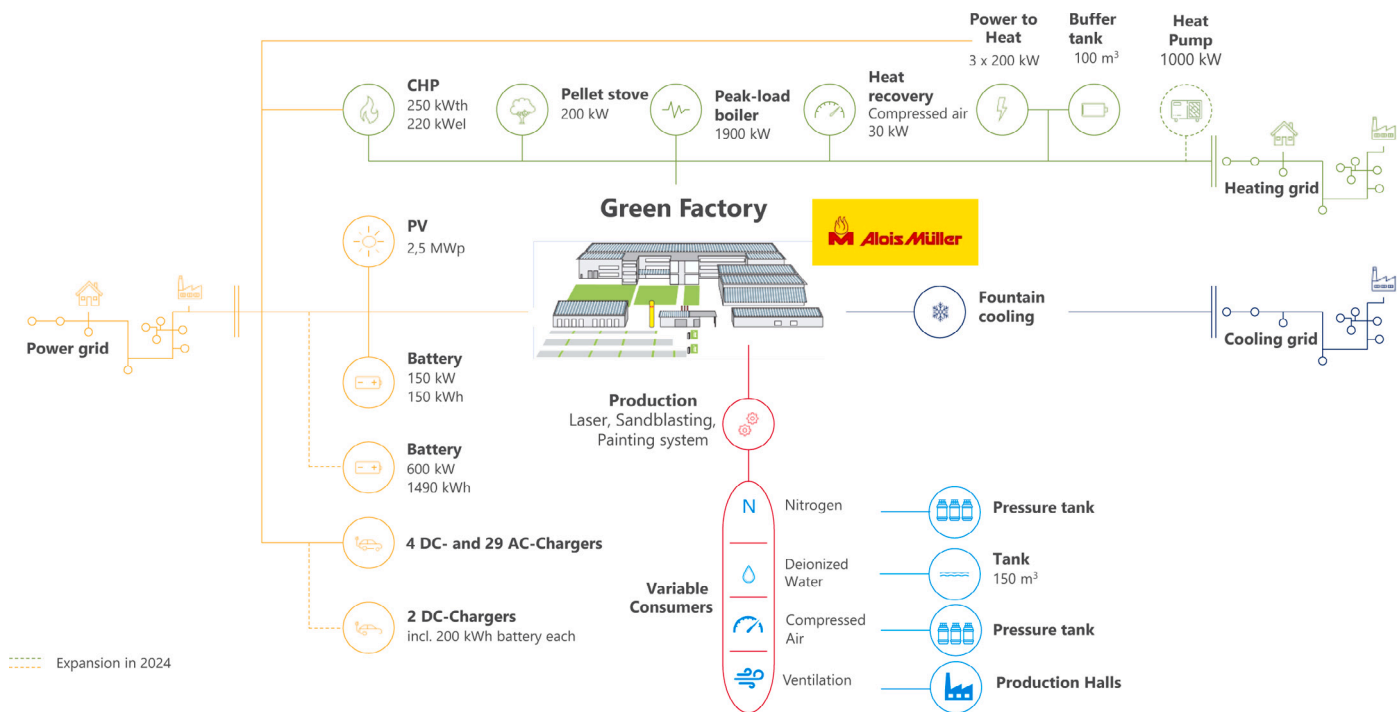 Power to
Heat
3 x 200 kW
Buffer
tank
100 m³
Heat
Pump
1000 kW
CHP
250 kWth
220 kWel
Pellet stove
200 kW
Peak-load
boiler
1900 kW
Heat
recovery
Compressed air
30 kW
Heating grid
Green Factory
M Alois Müller
PV
2,5 MWp
Power grid
Fountain
cooling
Cooling grid
Battery
150 kW
150 kWh
Production
Laser, Sandblasting,
Painting system
Battery
600 kW
1490 kWh
4 DC- and 29 AC-Chargers
2 DC-Chargers
incl. 200 kWh battery each
Variable
Consumers
N
Nitrogen
Pressure tank
Deionized
Water
Tank
150 m³
Compressed
Air
Pressure tank
Ventilation
Production Halls
Expansion in 2024